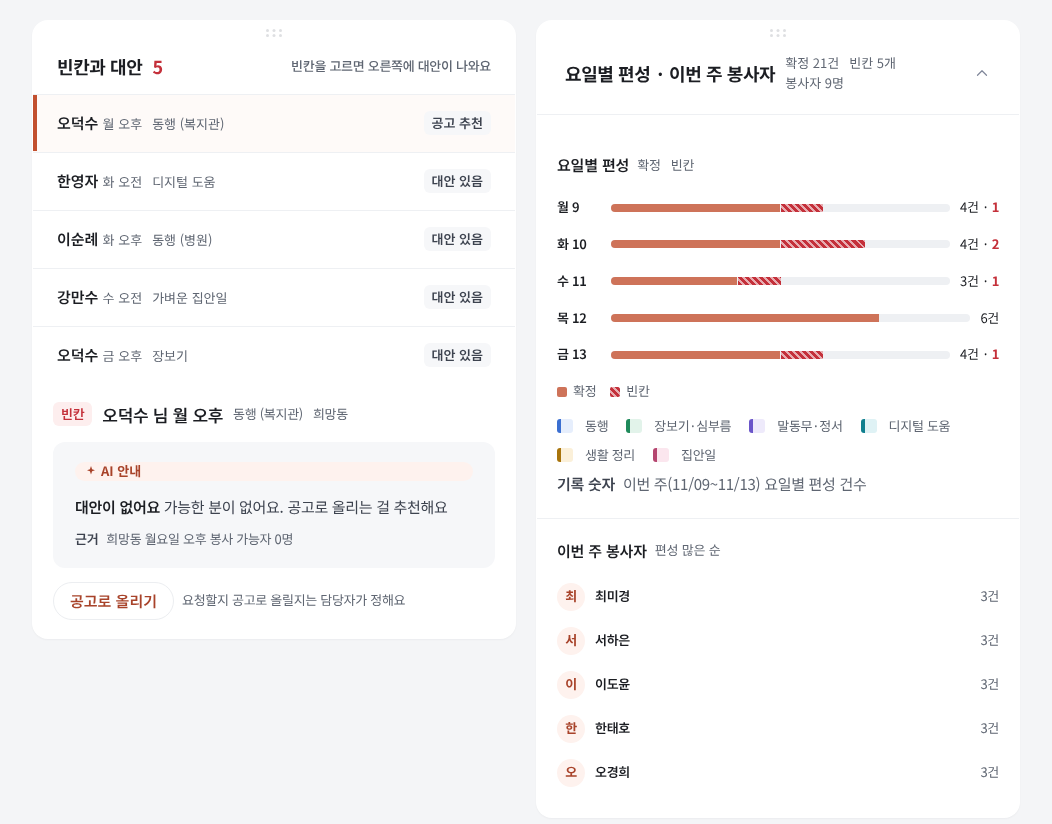 빈칸과 대안 5
빈칸을 고르면 오른쪽에 대안이 나와요
오덕수 월 오후 동행 (복지관)
공고 추천
한영자 화 오전 디지털 도움
대안 있음
이순례 화 오후 동행 (병원)
대안 있음
강만수 수 오전 가벼운 집안일
대안 있음
오덕수 금 오후 장보기
대안 있음
빈칸 오덕수 님 월 오후 동행 (복지관) 희망동
AI 안내
대안이 없어요 가능한 분이 없어요. 공고로 올리는 걸 추천해요
근거 희망동 월요일 오후 봉사 가능자 0명
공고로 올리기 요청할지 공고로 올릴지는 담당자가 정해요
요일별 편성 · 이번 주 봉사자
확정 21건 빈칸 5개
봉사자 9명
요일별 편성 확정 빈칸
월 9 4건 · 1
화 10 4건 · 2
수 11 3건 · 1
목 12 6건
금 13 4건 · 1
확정 빈칸
동행 장보기·심부름 말동무·정서 디지털 도움
생활 정리 집안일
기록 숫자 이번 주(11/09~11/13) 요일별 편성 건수
이번 주 봉사자 편성 많은 순
최 최미경 3건
서 서하은 3건
이 이도윤 3건
한 한태호 3건
오 오경희 3건